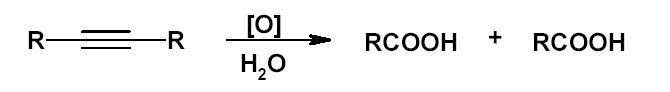 R R [O] H₂O RCOOH + RCOOH